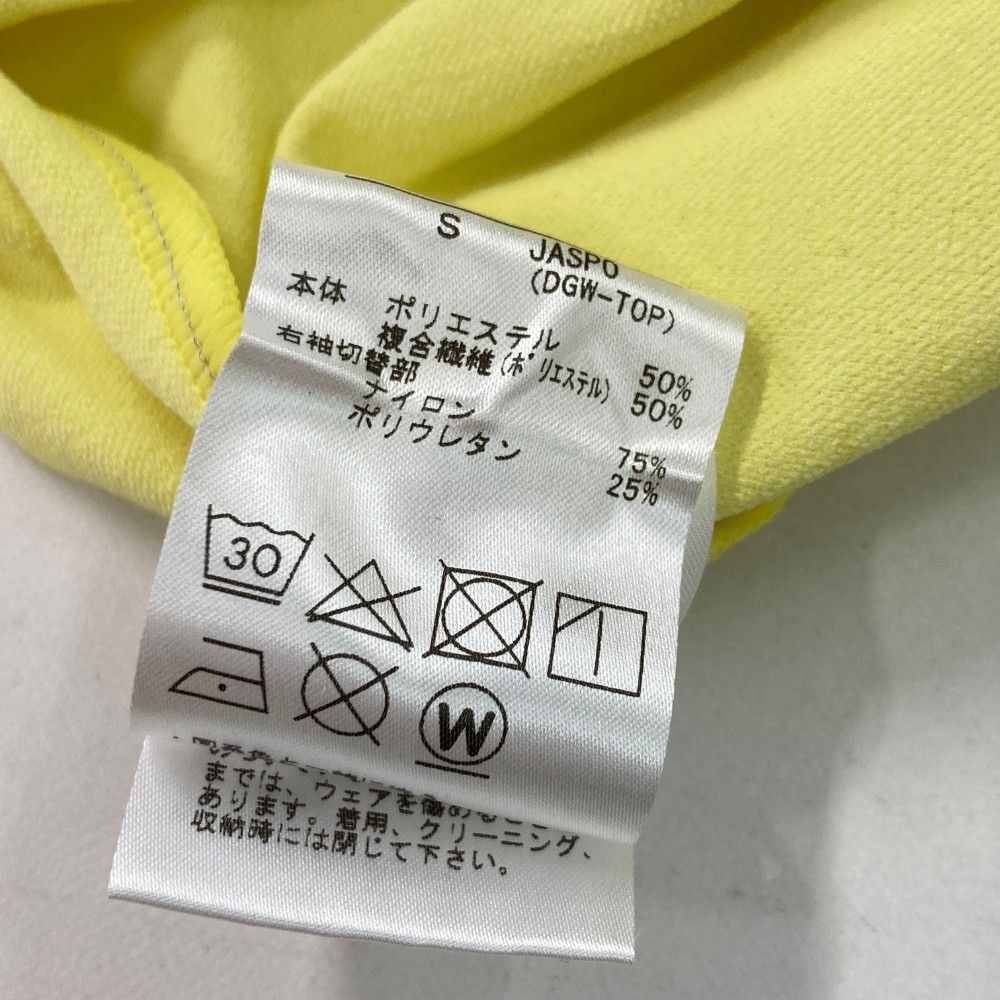 S JASPO
(DGW-TOP)
本体 ポリエステル 50%
複合繊維(ポリエステル) 50%
右袖切替部
ナイロン 75%
ポリウレタン 25%
30
W
までは、ウェアを傷める
あります。着用、クリーニング、
収納時には閉じて下さい。